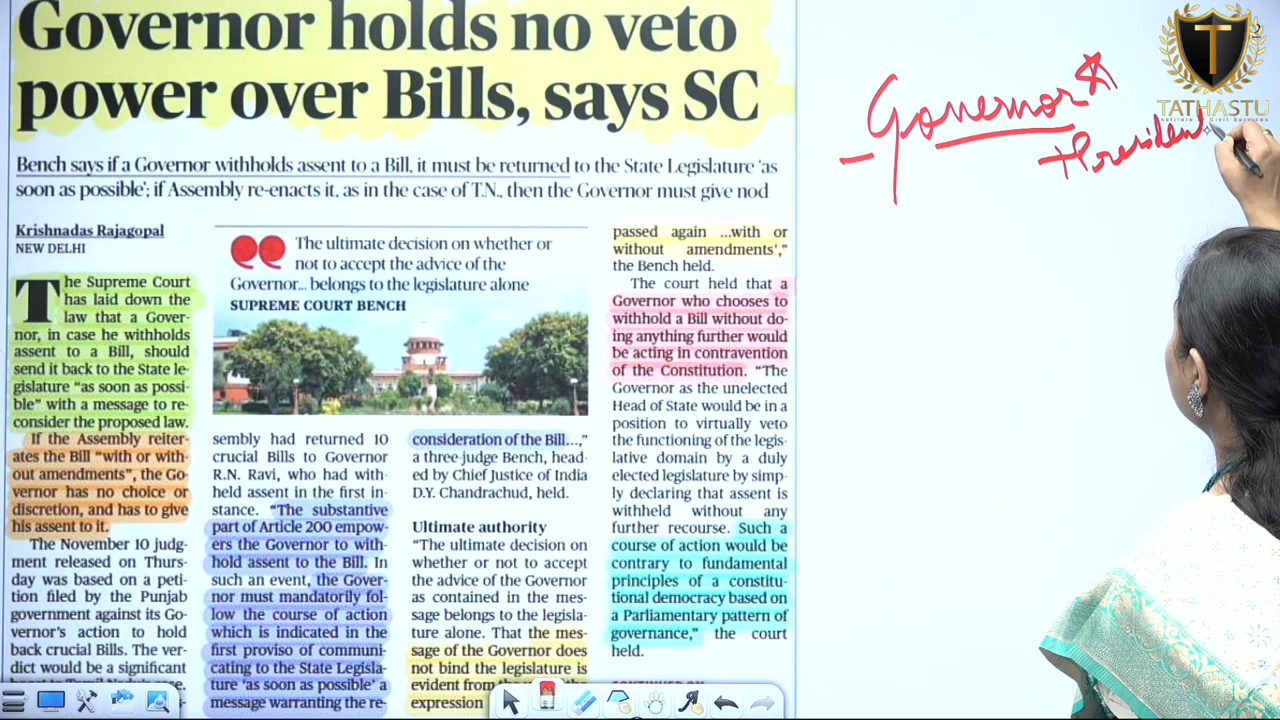 Governor holds no veto
power over Bills, says SC
Bench says if a Governor withholds assent to a Bill, it must be returned to the State Legislature ‘as
soon as possible’; if Assembly re-enacts it, as in the case of T.N., then the Governor must give nod
Krishnadas Rajagopal
NEW DELHI
The Supreme Court
has laid down the
law that a Gover-
nor, in case he withholds
assent to a Bill, should
send it back to the State le-
gislature “as soon as possi-
ble” with a message to re-
consider the proposed law.
If the Assembly reiter-
ates the Bill “with or with-
out amendments”, the Go-
vernor has no choice or
discretion, and has to give
his assent to it.
The November 10 judg-
ment released on Thurs-
day was based on a peti-
tion filed by the Punjab
government against its Go-
vernor’s action to hold
back crucial Bills. The ver-
dict would be a significant
The ultimate decision on whether or
not to accept the advice of the
Governor... belongs to the legislature alone
SUPREME COURT BENCH
sembly had returned 10
crucial Bills to Governor
R.N. Ravi, who had with-
held assent in the first in-
stance. “The substantive
part of Article 200 empow-
ers the Governor to with-
hold assent to the Bill. In
such an event, the Gover-
nor must mandatorily fol-
low the course of action
which is indicated in the
first proviso of communi-
cating to the State Legisla-
ture ‘as soon as possible’ a
message warranting the re-
consideration of the Bill...,”
a three-judge Bench, head-
ed by Chief Justice of India
D.Y. Chandrachud, held.
Ultimate authority
“The ultimate decision on
whether or not to accept
the advice of the Governor
as contained in the mes-
sage belongs to the legisla-
ture alone. That the mes-
sage of the Governor does
not bind the legislature is
evident from
expression
passed again ...with or
without amendments’,”
the Bench held.
The court held that a
Governor who chooses to
withhold a Bill without do-
ing anything further would
be acting in contravention
of the Constitution. “The
Governor as the unelected
Head of State would be in a
position to virtually veto
the functioning of the legis-
lative domain by a duly
elected legislature by simp-
ly declaring that assent is
withheld without any
further recourse. Such a
course of action would be
contrary to fundamental
principles of a constitu-
tional democracy based on
a Parliamentary pattern of
governance,” the court
held.
Governor
President
T
TATHASTU
Institute of Civil Services